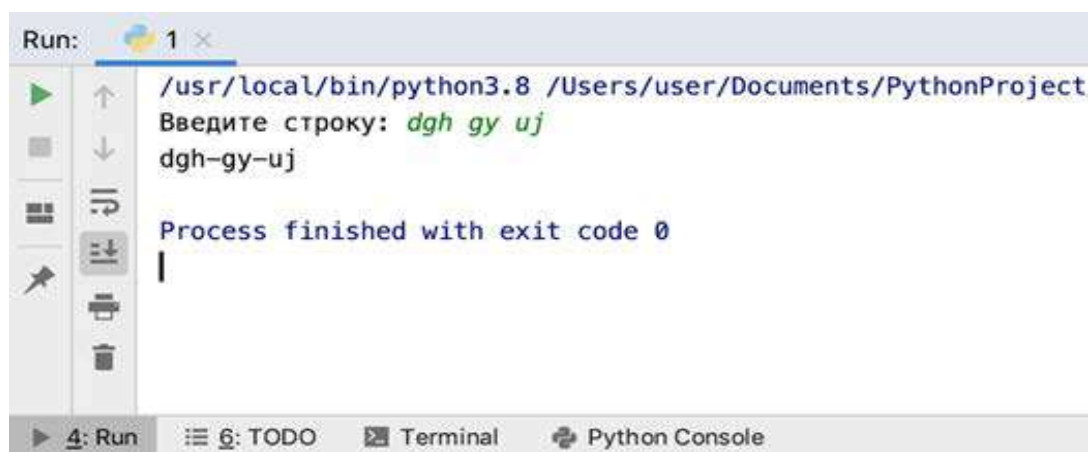 Run: 1
/usr/local/bin/python3.8 /Users/user/Documents/PythonProject
Введите строку: dgh gy uj
dgh-gy-uj
Process finished with exit code 0
4: Run 6: TODO Terminal Python Console